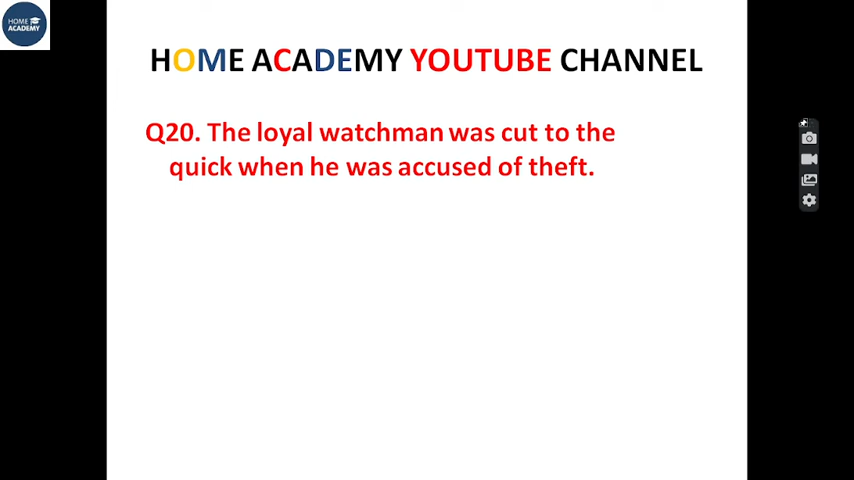 HOME
ACADEMY
HOME ACADEMY YOUTUBE CHANNEL
Q20. The loyal watchman was cut to the
quick when he was accused of theft.